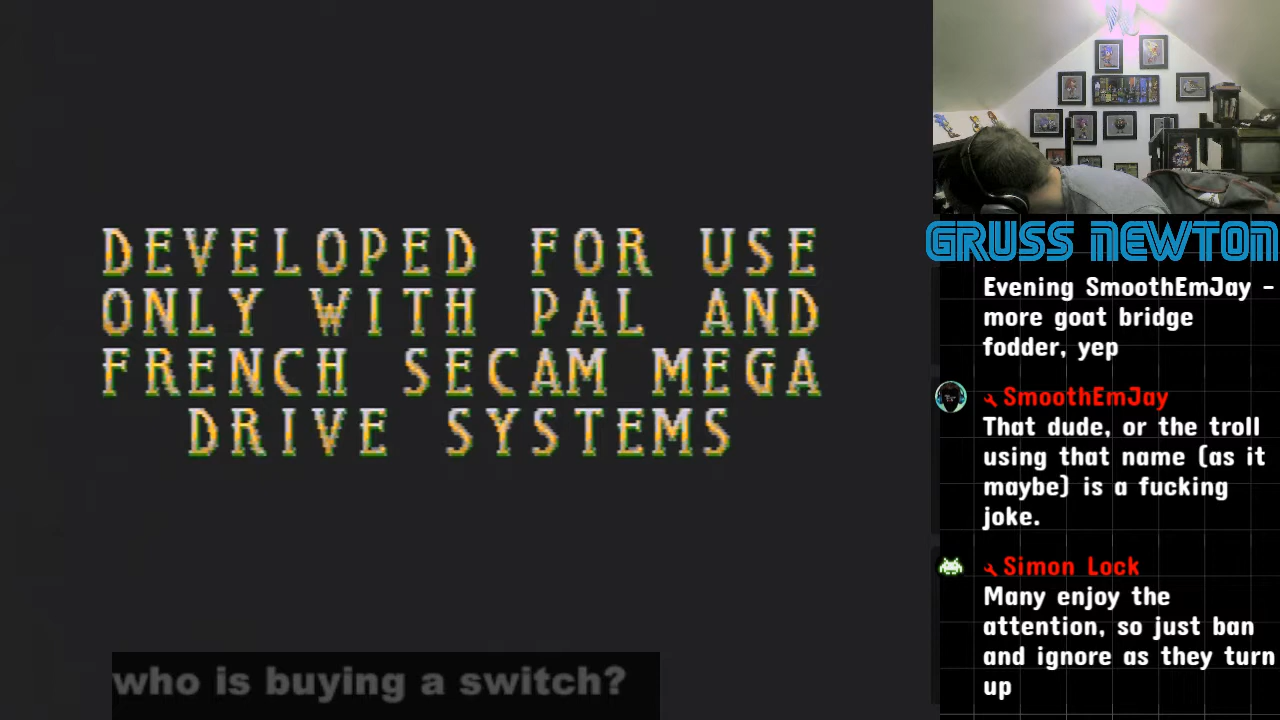 DEVELOPED FOR USE
ONLY WITH PAL AND
FRENCH SECAM MEGA
DRIVE SYSTEMS
who is buying a switch?
GRUSS NEWTON
Evening SmoothEmJay -
more goat bridge
fodder, yep
SmoothEmJay
That dude, or the troll
using that name (as it
maybe) is a fucking
joke.
Simon Lock
Many enjoy the
attention, so just ban
and ignore as they turn
up